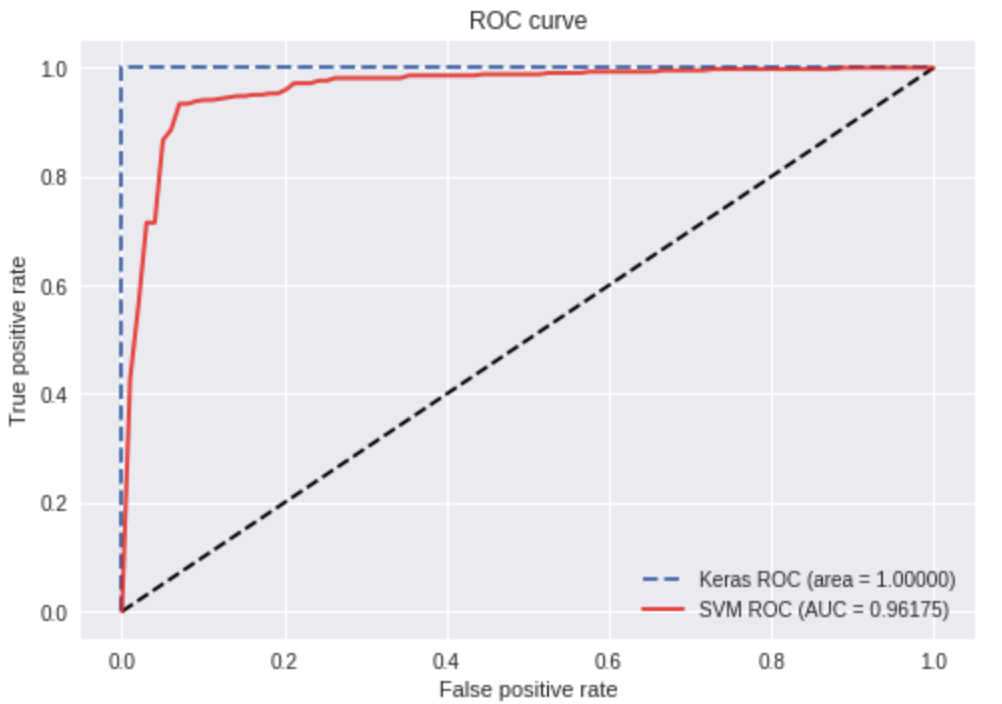 ROC curve
1.0
0.8
0.6
0.4
0.2
0.0
True positive rate
Keras ROC (area = 1.00000)
SVM ROC (AUC = 0.96175)
0.0 0.2 0.4 0.6 0.8 1.0
False positive rate